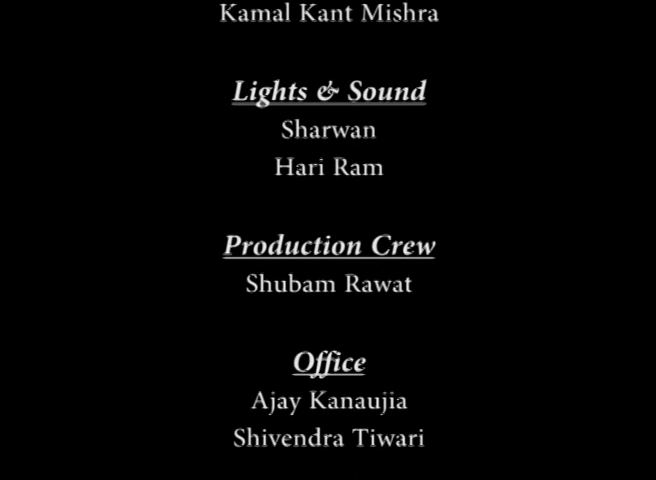 Kamal Kant Mishra
Lights & Sound
Sharwan
Hari Ram
Production Crew
Shubam Rawat
Office
Ajay Kanaujia
Shivendra Tiwari